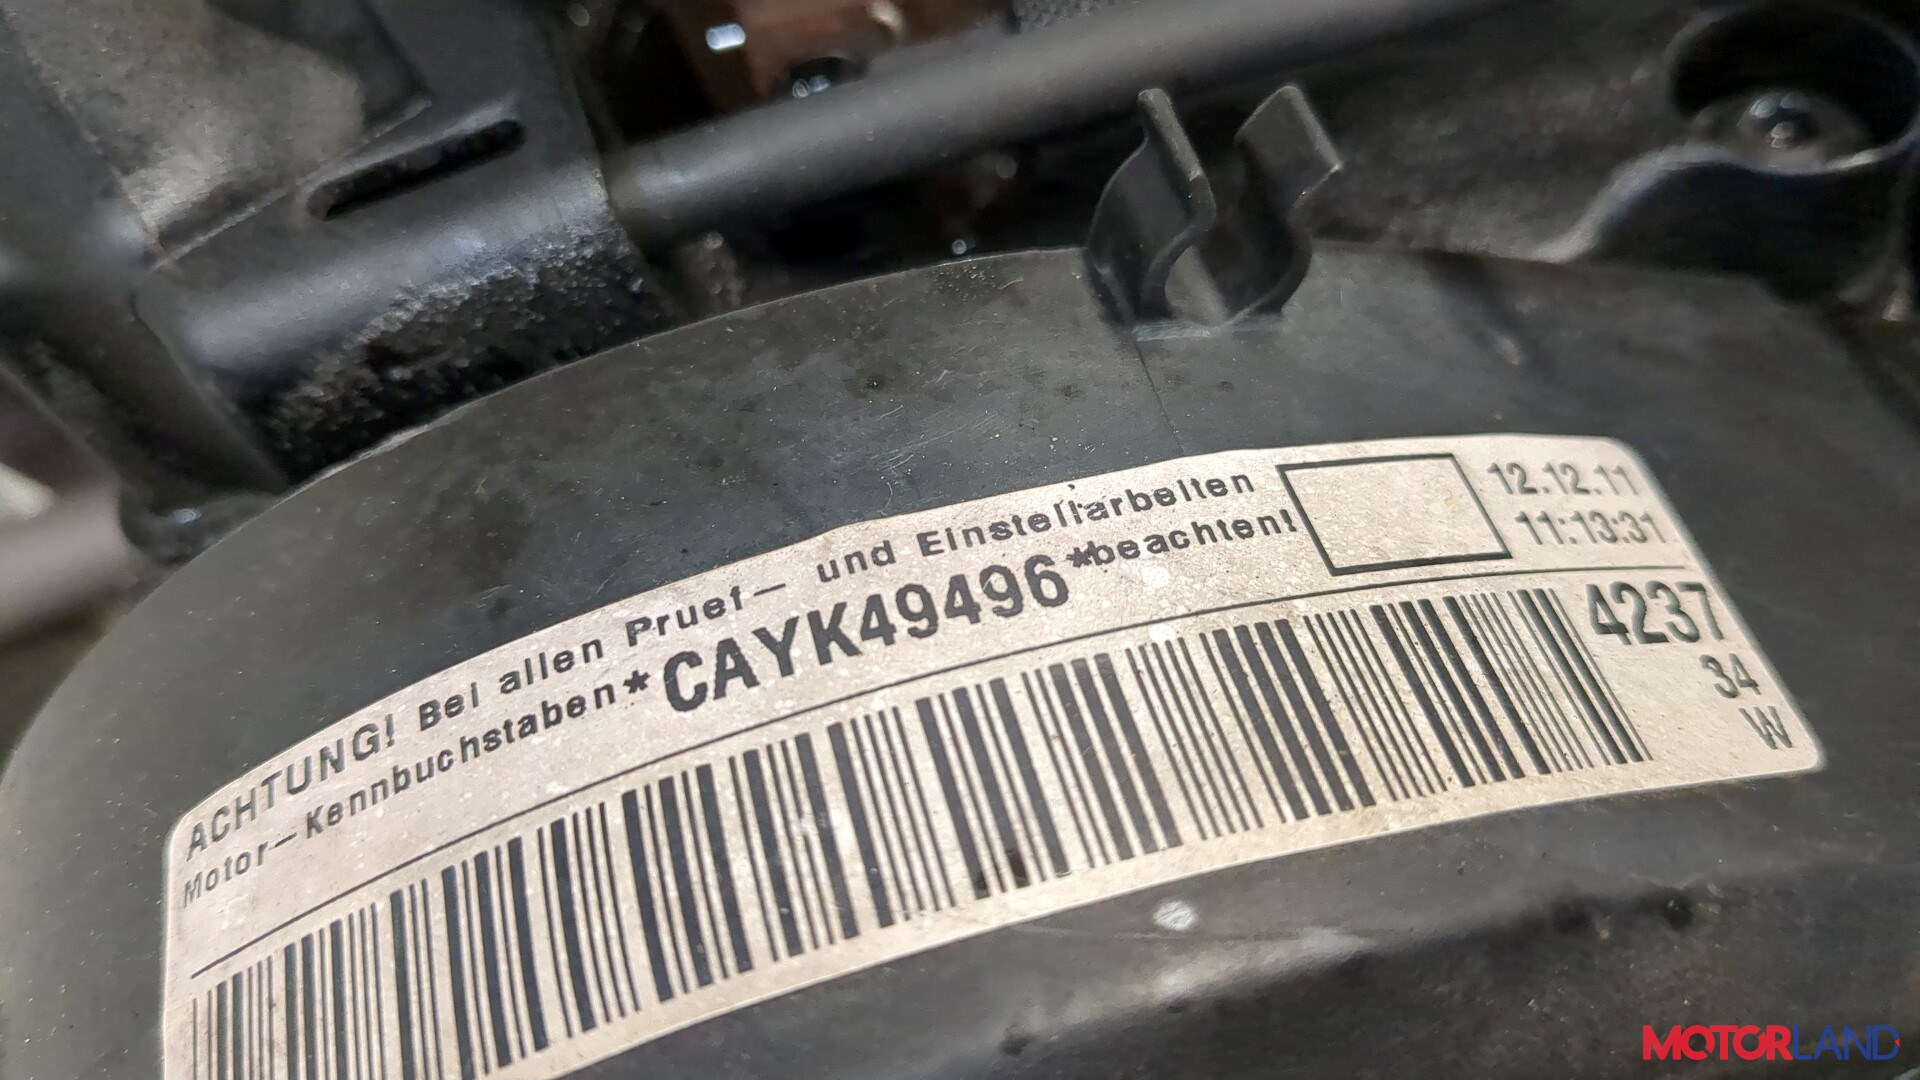 ACHTUNG! Bei allen Pruef- und Einstellarbeiten
Motor-Kennbuchstaben*CAYK49496*beachten!
12.12.11
11:13:31
4237
34
W
MOTORLAND